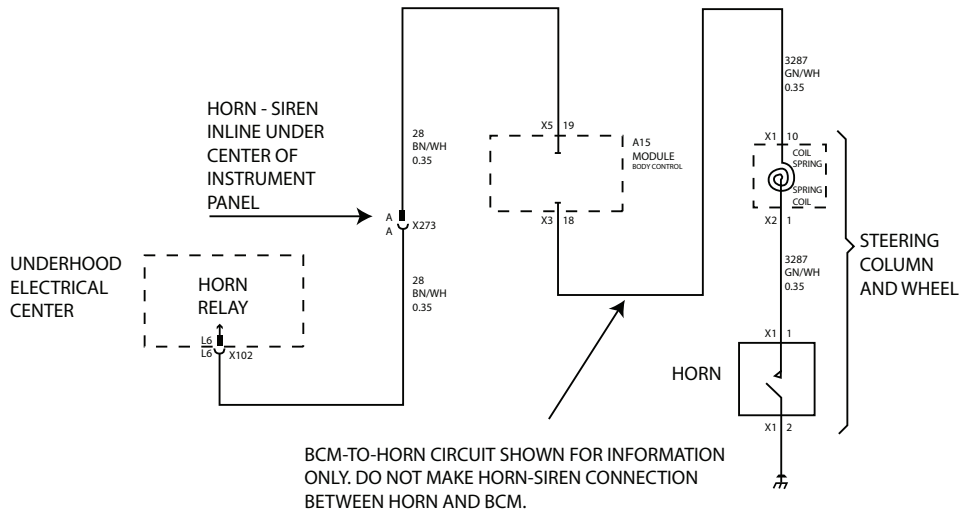 3287
GN/WH
0.35
HORN - SIREN
INLINE UNDER
CENTER OF
INSTRUMENT
PANEL
28
BN/WH
0.35
X5 19
A15
MODULE
BODY CONTROL
X3 18
X1 10
COIL
SPRING
SPRING
COIL
X2 1
A
A X273
STEERING
COLUMN
AND WHEEL
UNDERHOOD
ELECTRICAL
CENTER
HORN
RELAY
L6
L6 X102
28
BN/WH
0.35
3287
GN/WH
0.35
X1 1
HORN
X1 2
BCM-TO-HORN CIRCUIT SHOWN FOR INFORMATION
ONLY. DO NOT MAKE HORN-SIREN CONNECTION
BETWEEN HORN AND BCM.